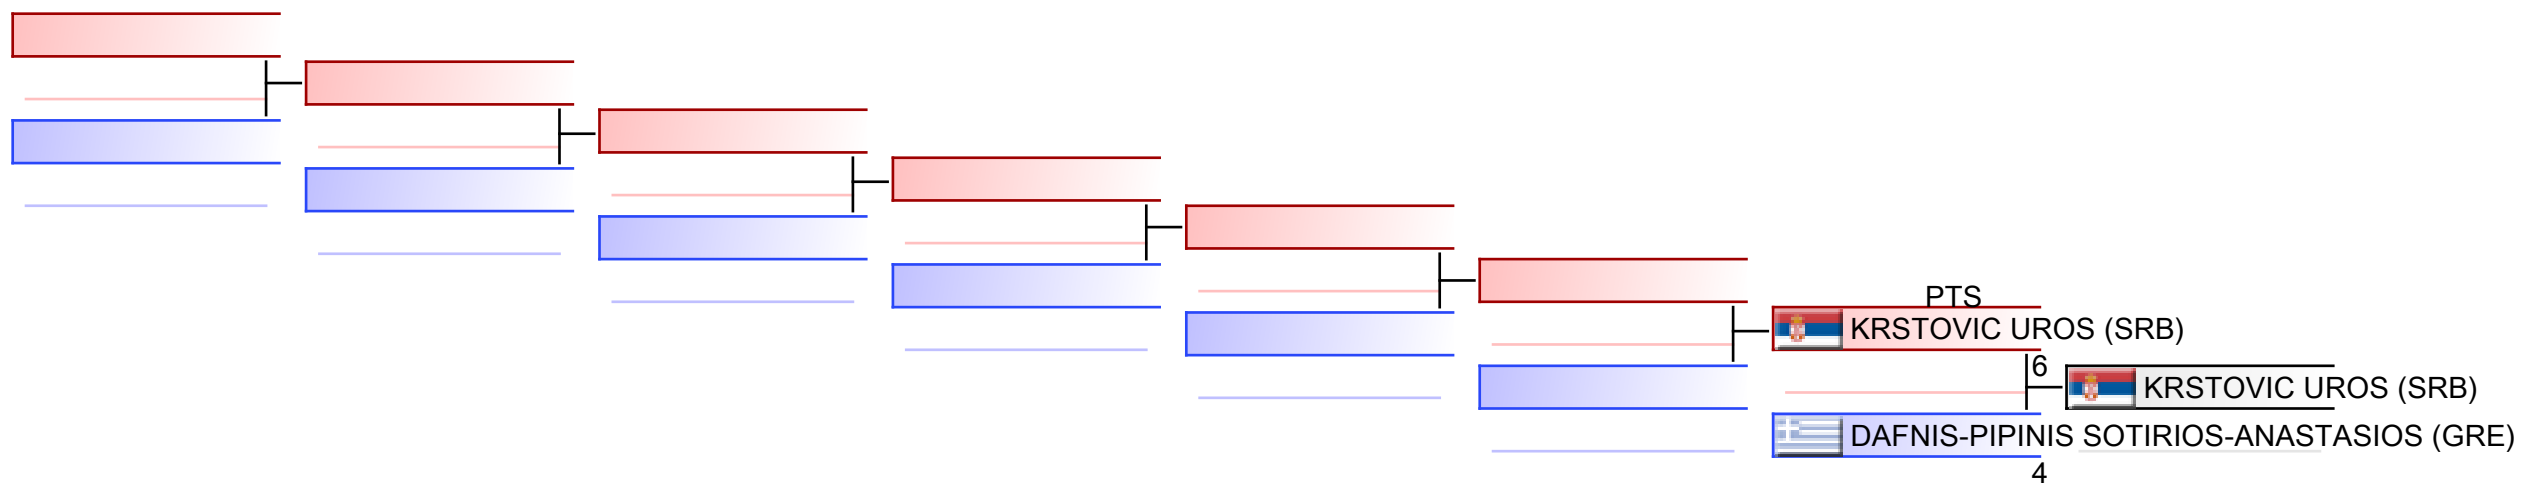 PTS
KRSTOVIC UROS (SRB)
6
KRSTOVIC UROS (SRB)
DAFNIS-PIPINIS SOTIRIOS-ANASTASIOS (GRE)
4